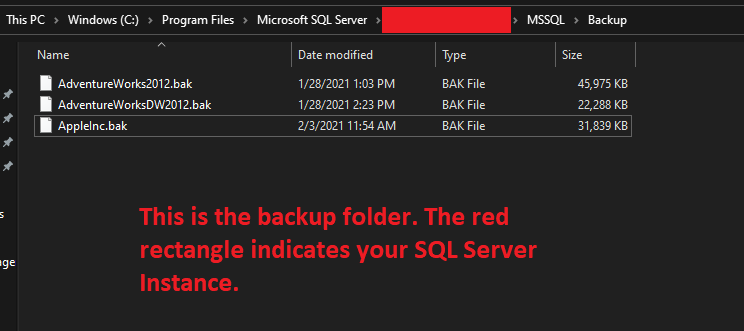 This PC > Windows (C:) > Program Files > Microsoft SQL Server > > MSSQL > Backup
Name Date modified Type Size
AdventureWorks2012.bak 1/28/2021 1:03 PM BAK File 45,975 KB
AdventureWorksDW2012.bak 1/28/2021 2:23 PM BAK File 22,288 KB
AppleInc.bak 2/3/2021 11:54 AM BAK File 31,839 KB
s
nge
This is the backup folder. The red
rectangle indicates your SQL Server
Instance.